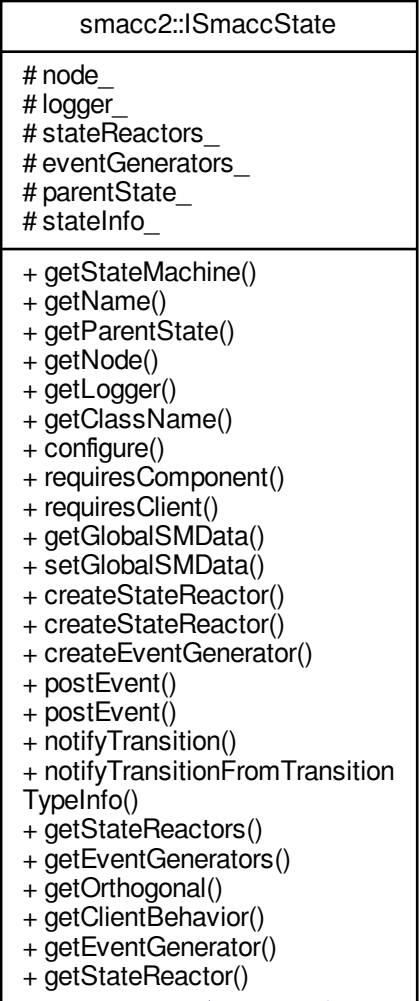 smacc2::ISmaccState
# node_
# logger_
# stateReactors_
# eventGenerators_
# parentState_
# stateInfo_
+ getStateMachine()
+ getName()
+ getParentState()
+ getNode()
+ getLogger()
+ getClassName()
+ configure()
+ requiresComponent()
+ requiresClient()
+ getGlobalSMData()
+ setGlobalSMData()
+ createStateReactor()
+ createStateReactor()
+ createEventGenerator()
+ postEvent()
+ postEvent()
+ notifyTransition()
+ notifyTransitionFromTransition
TypeInfo()
+ getStateReactors()
+ getEventGenerators()
+ getOrthogonal()
+ getClientBehavior()
+ getEventGenerator()
+ getStateReactor()